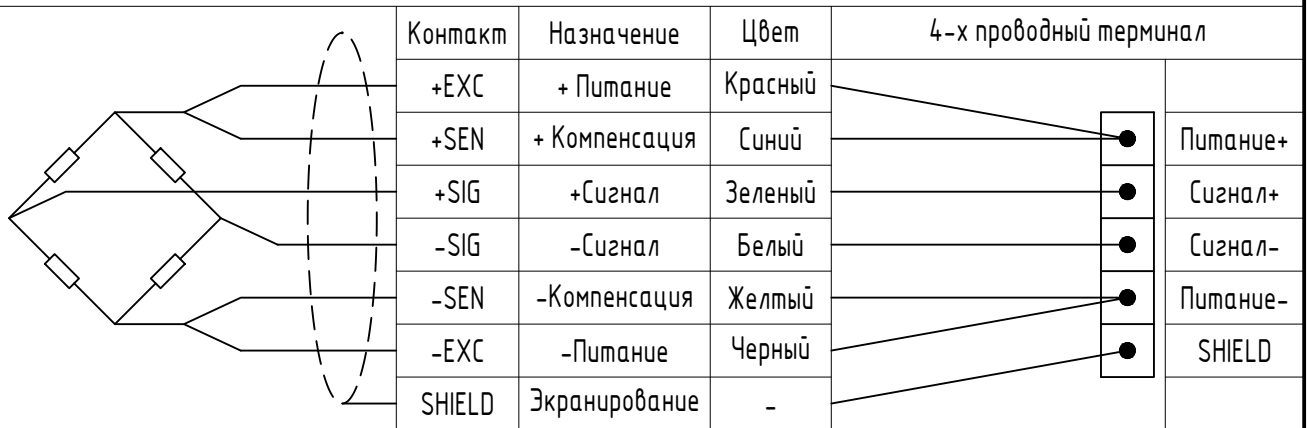 Контакт Назначение Цвет 4-х проводный терминал
+EXC + Питание Красный
+SEN + Компенсация Синий Питание+
+SIG +Сигнал Зеленый Сигнал+
-SIG -Сигнал Белый Сигнал-
-SEN -Компенсация Желтый Питание-
-EXC -Питание Черный SHIELD
SHIELD Экранирование -